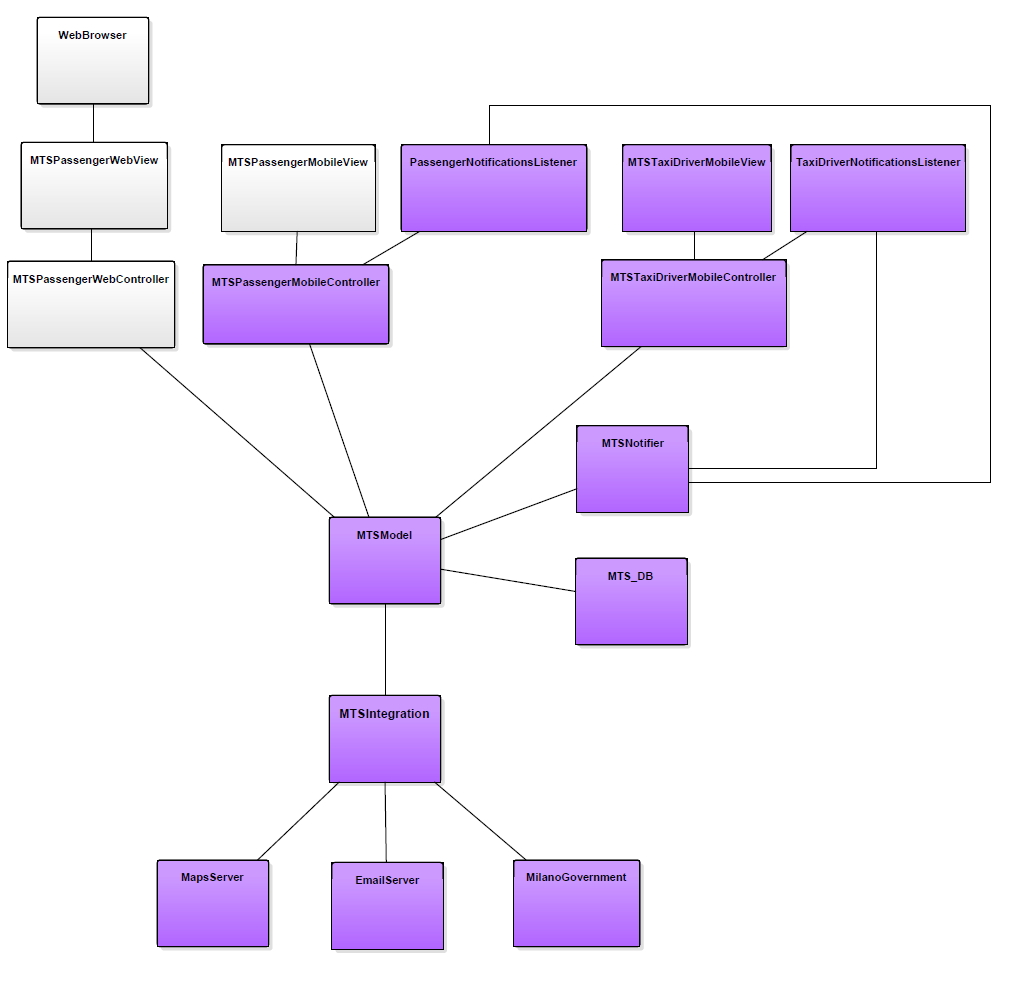 WebBrowser
MTSPassengerWebView
MTSPassengerMobileView
PassengerNotificationsListener
MTSTaxiDriverMobileView
TaxiDriverNotificationsListener
MTSPassengerWebController
MTSPassengerMobileController
MTSTaxiDriverMobileController
MTSNotifier
MTSModel
MTS_DB
MTSIntegration
MapsServer
EmailServer
MilanoGovernment